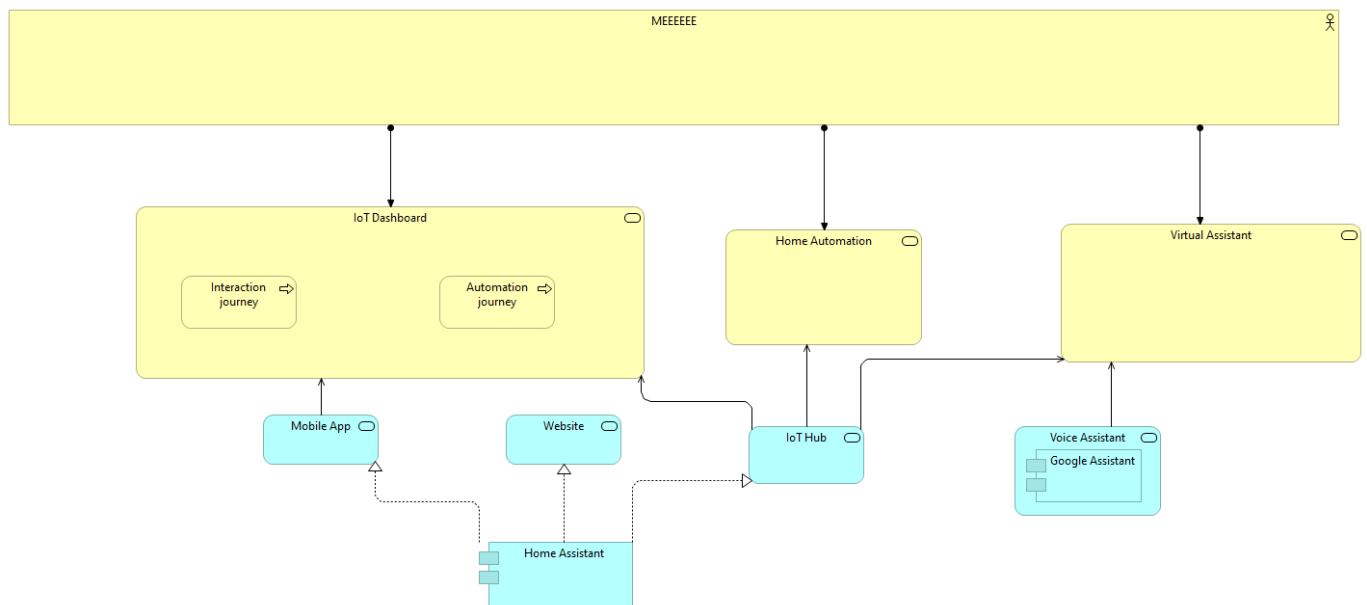 MEEEEEE
IoT Dashboard
Interaction
journey
Automation
journey
Home Automation
Virtual Assistant
Mobile App
Website
IoT Hub
Voice Assistant
Google Assistant
Home Assistant